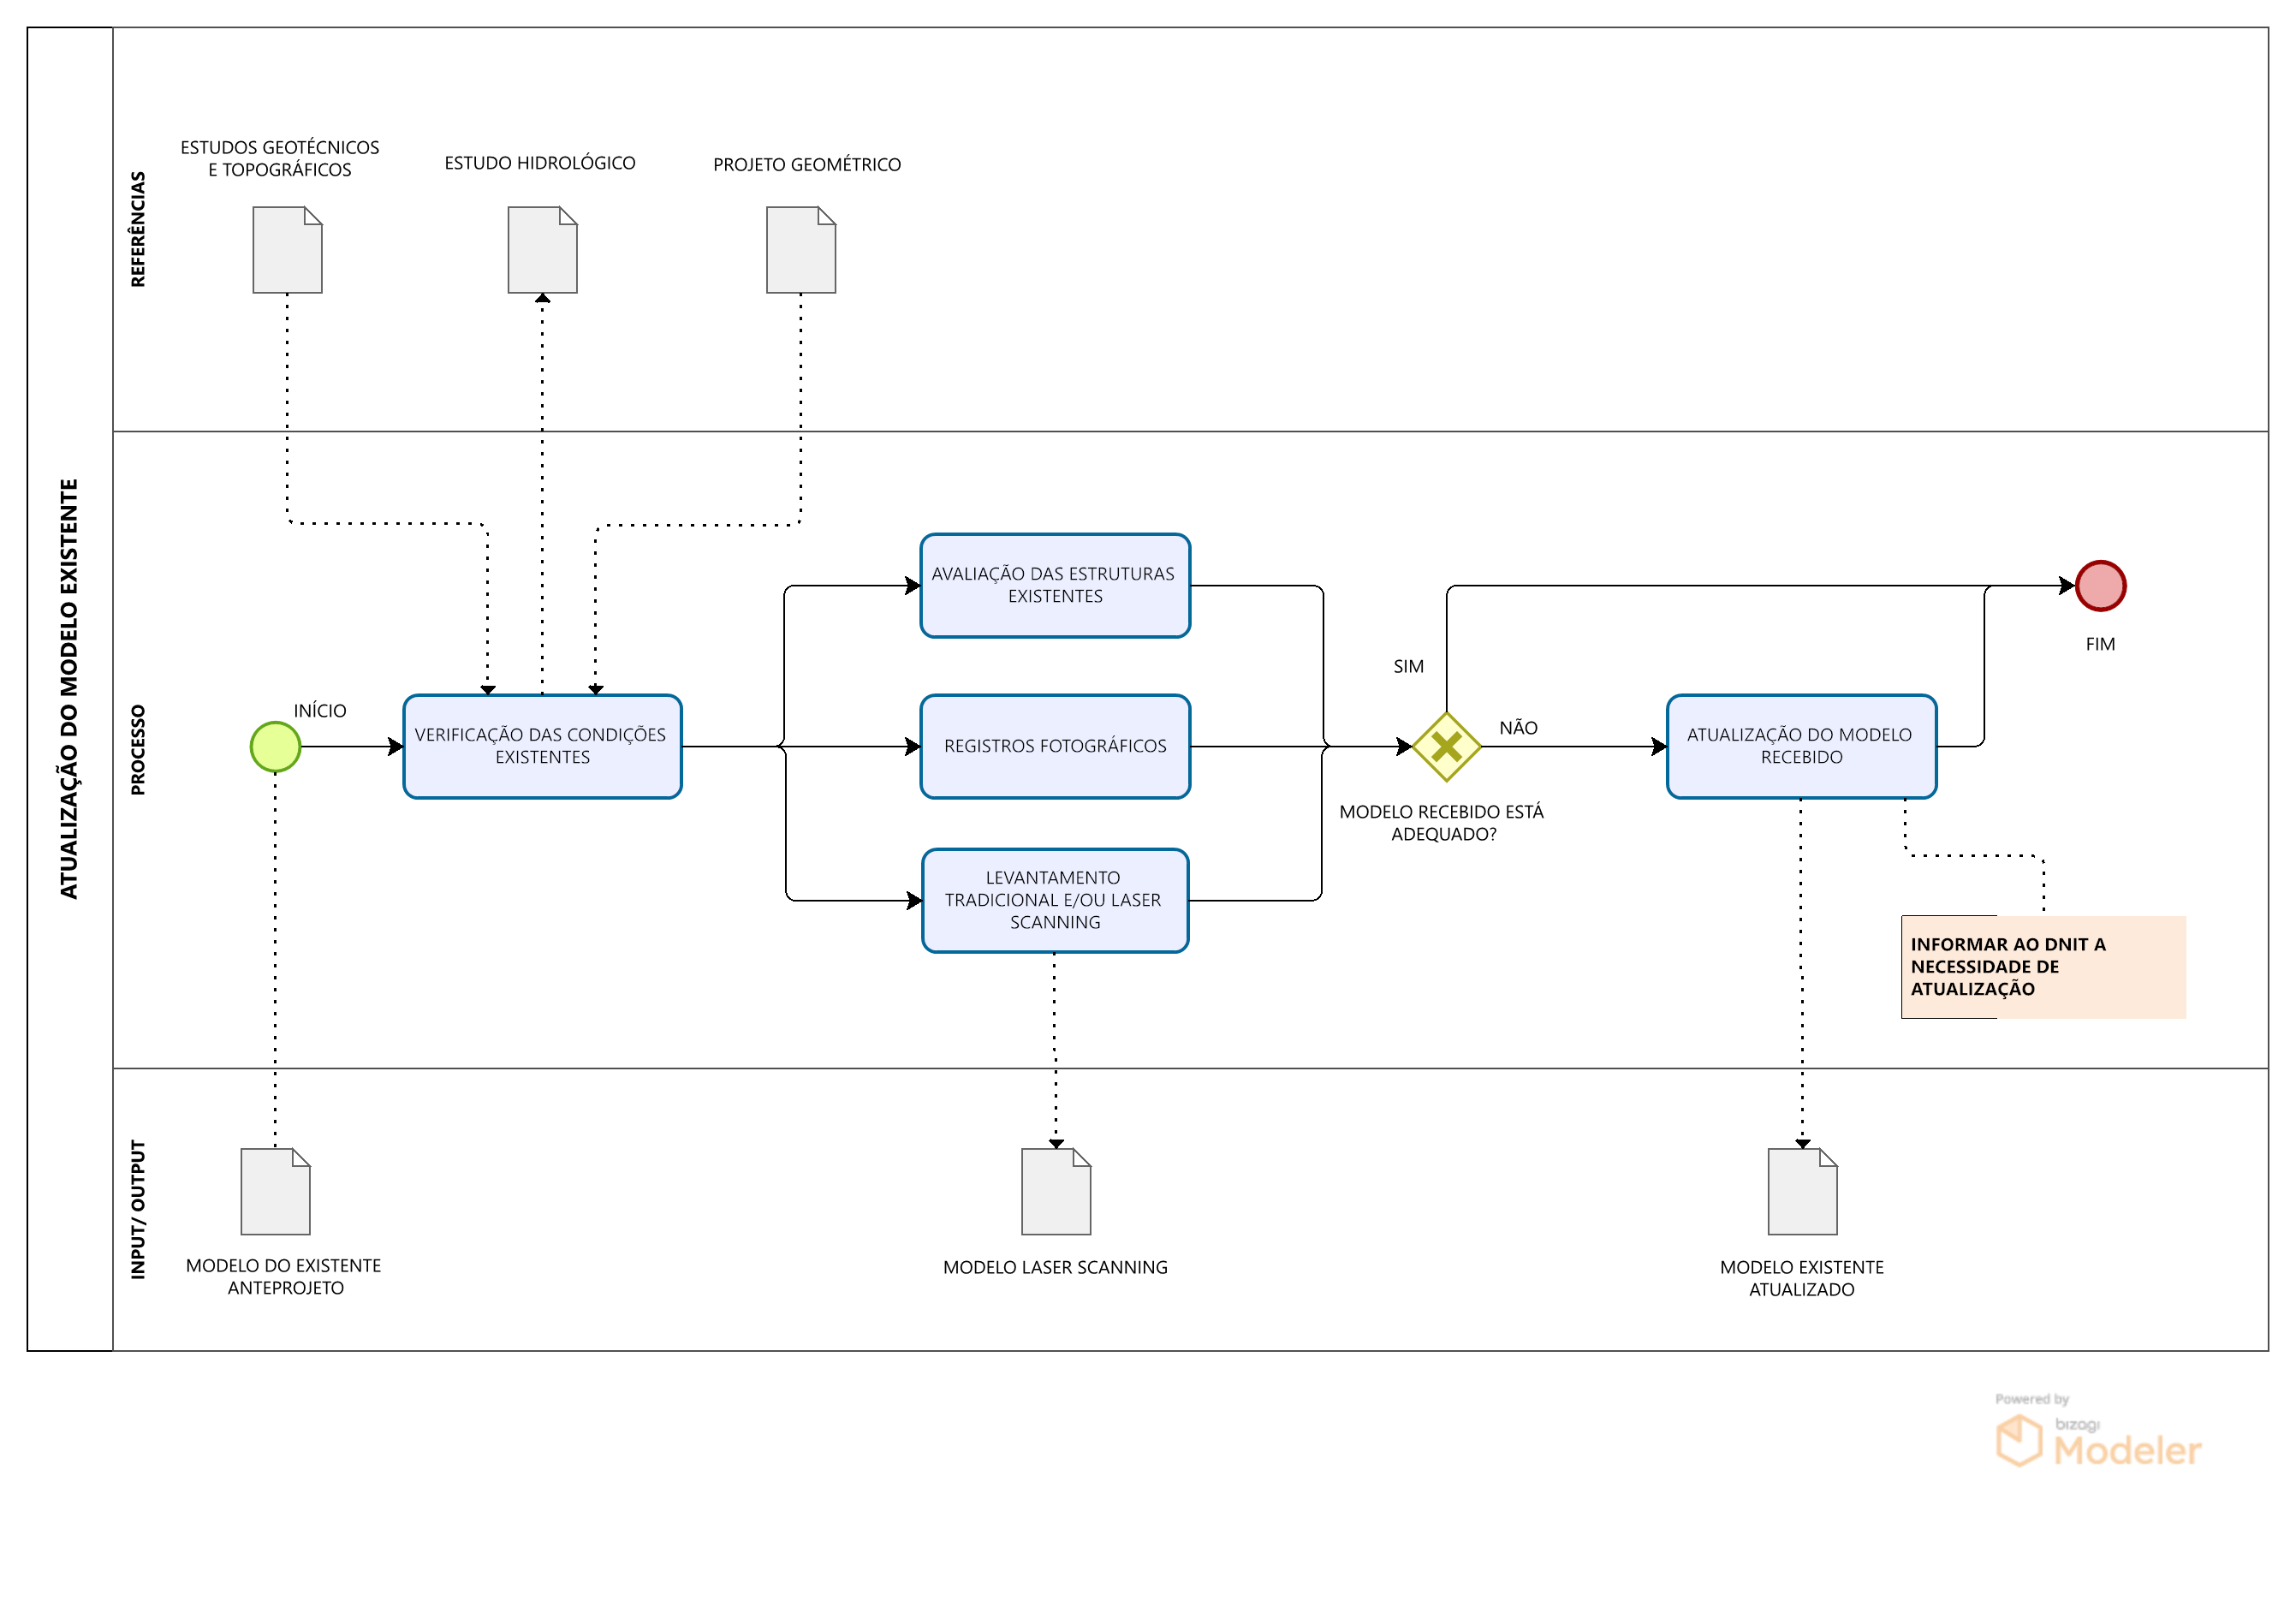 ATUALIZAÇÃO DO MODELO EXISTENTE
REFERÊNCIAS
ESTUDOS GEOTÉCNICOS
E TOPOGRÁFICOS
ESTUDO HIDROLÓGICO
PROJETO GEOMÉTRICO
PROCESSO
INÍCIO
VERIFICAÇÃO DAS CONDIÇÕES
EXISTENTES
AVALIAÇÃO DAS ESTRUTURAS
EXISTENTES
REGISTROS FOTOGRÁFICOS
LEVANTAMENTO
TRADICIONAL E/OU LASER
SCANNING
SIM
NÃO
MODELO RECEBIDO ESTÁ
ADEQUADO?
ATUALIZAÇÃO DO MODELO
RECEBIDO
FIM
INFORMAR AO DNIT A
NECESSIDADE DE
ATUALIZAÇÃO
INPUT/ OUTPUT
MODELO DO EXISTENTE
ANTEPROJETO
MODELO LASER SCANNING
MODELO EXISTENTE
ATUALIZADO
Powered by
bizagi
Modeler